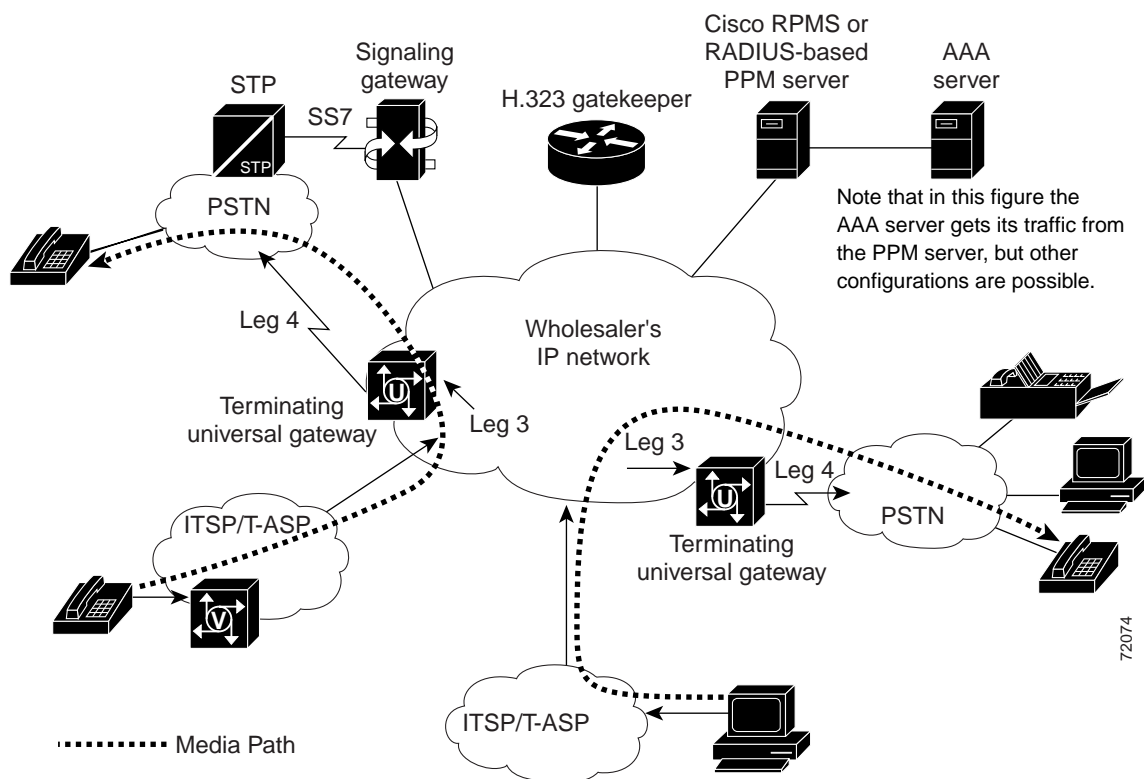 Cisco RPMS or
RADIUS-based
PPM server
AAA
server
Signaling
gateway
STP
H.323 gatekeeper
SS7
STP
PSTN
Note that in this figure the
AAA server gets its traffic from
the PPM server, but other
configurations are possible.
Leg 4
Wholesaler's
IP network
U
Terminating
universal gateway
Leg 3
Leg 3
Leg 4
U
PSTN
ITSP/T-ASP
Terminating
universal gateway
V
72074
ITSP/T-ASP
Media Path